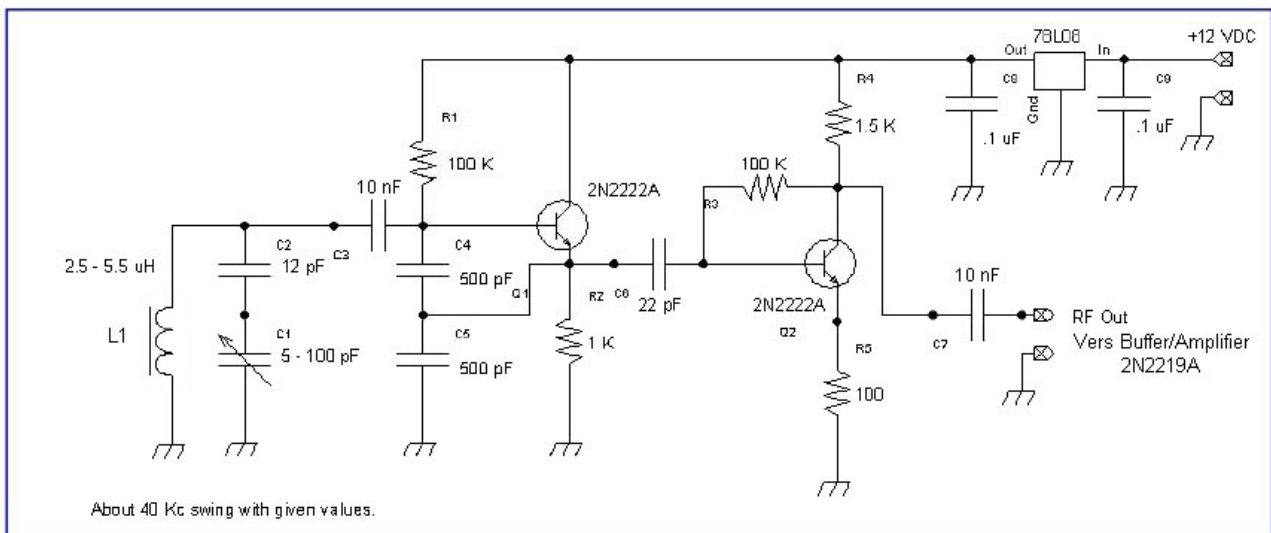 78L08
+12 VDC
Out
In
Gnd
C8
.1 uF
C9
.1 uF
R4
1.5 K
R1
100 K
100 K
R3
10 nF
2N2222A
C2
12 pF
C3
C4
500 pF
2.5 - 5.5 uH
L1
Q1
R2
C6
22 pF
2N2222A
Q2
10 nF
C7
RF Out
Vers Buffer/Amplifier
2N2219A
C1
5 - 100 pF
C5
500 pF
1 K
R5
100
About 40 Kc swing with given values.